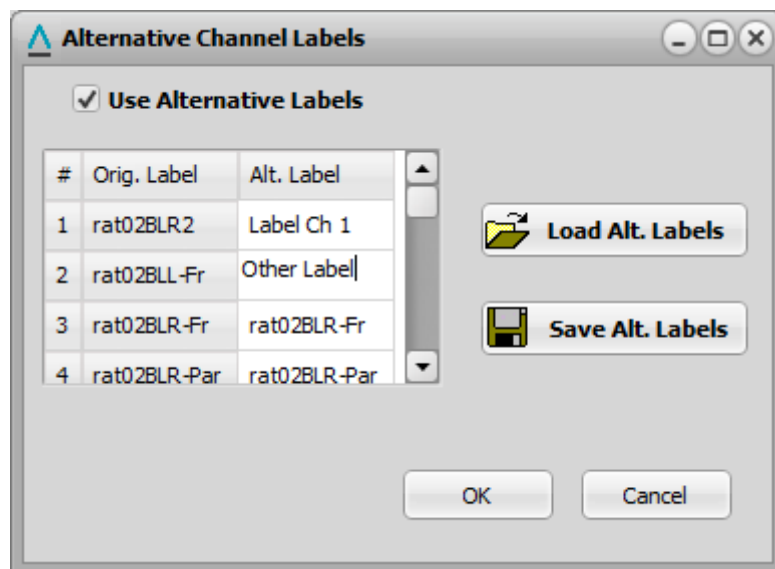 Alternative Channel Labels
Use Alternative Labels
# Orig. Label Alt. Label
1 rat02BLR2 Label Ch 1
2 rat02BLL-Fr Other Label
3 rat02BLR-Fr rat02BLR-Fr
4 rat02BLR-Par rat02BLR-Par
Load Alt. Labels
Save Alt. Labels
OK Cancel